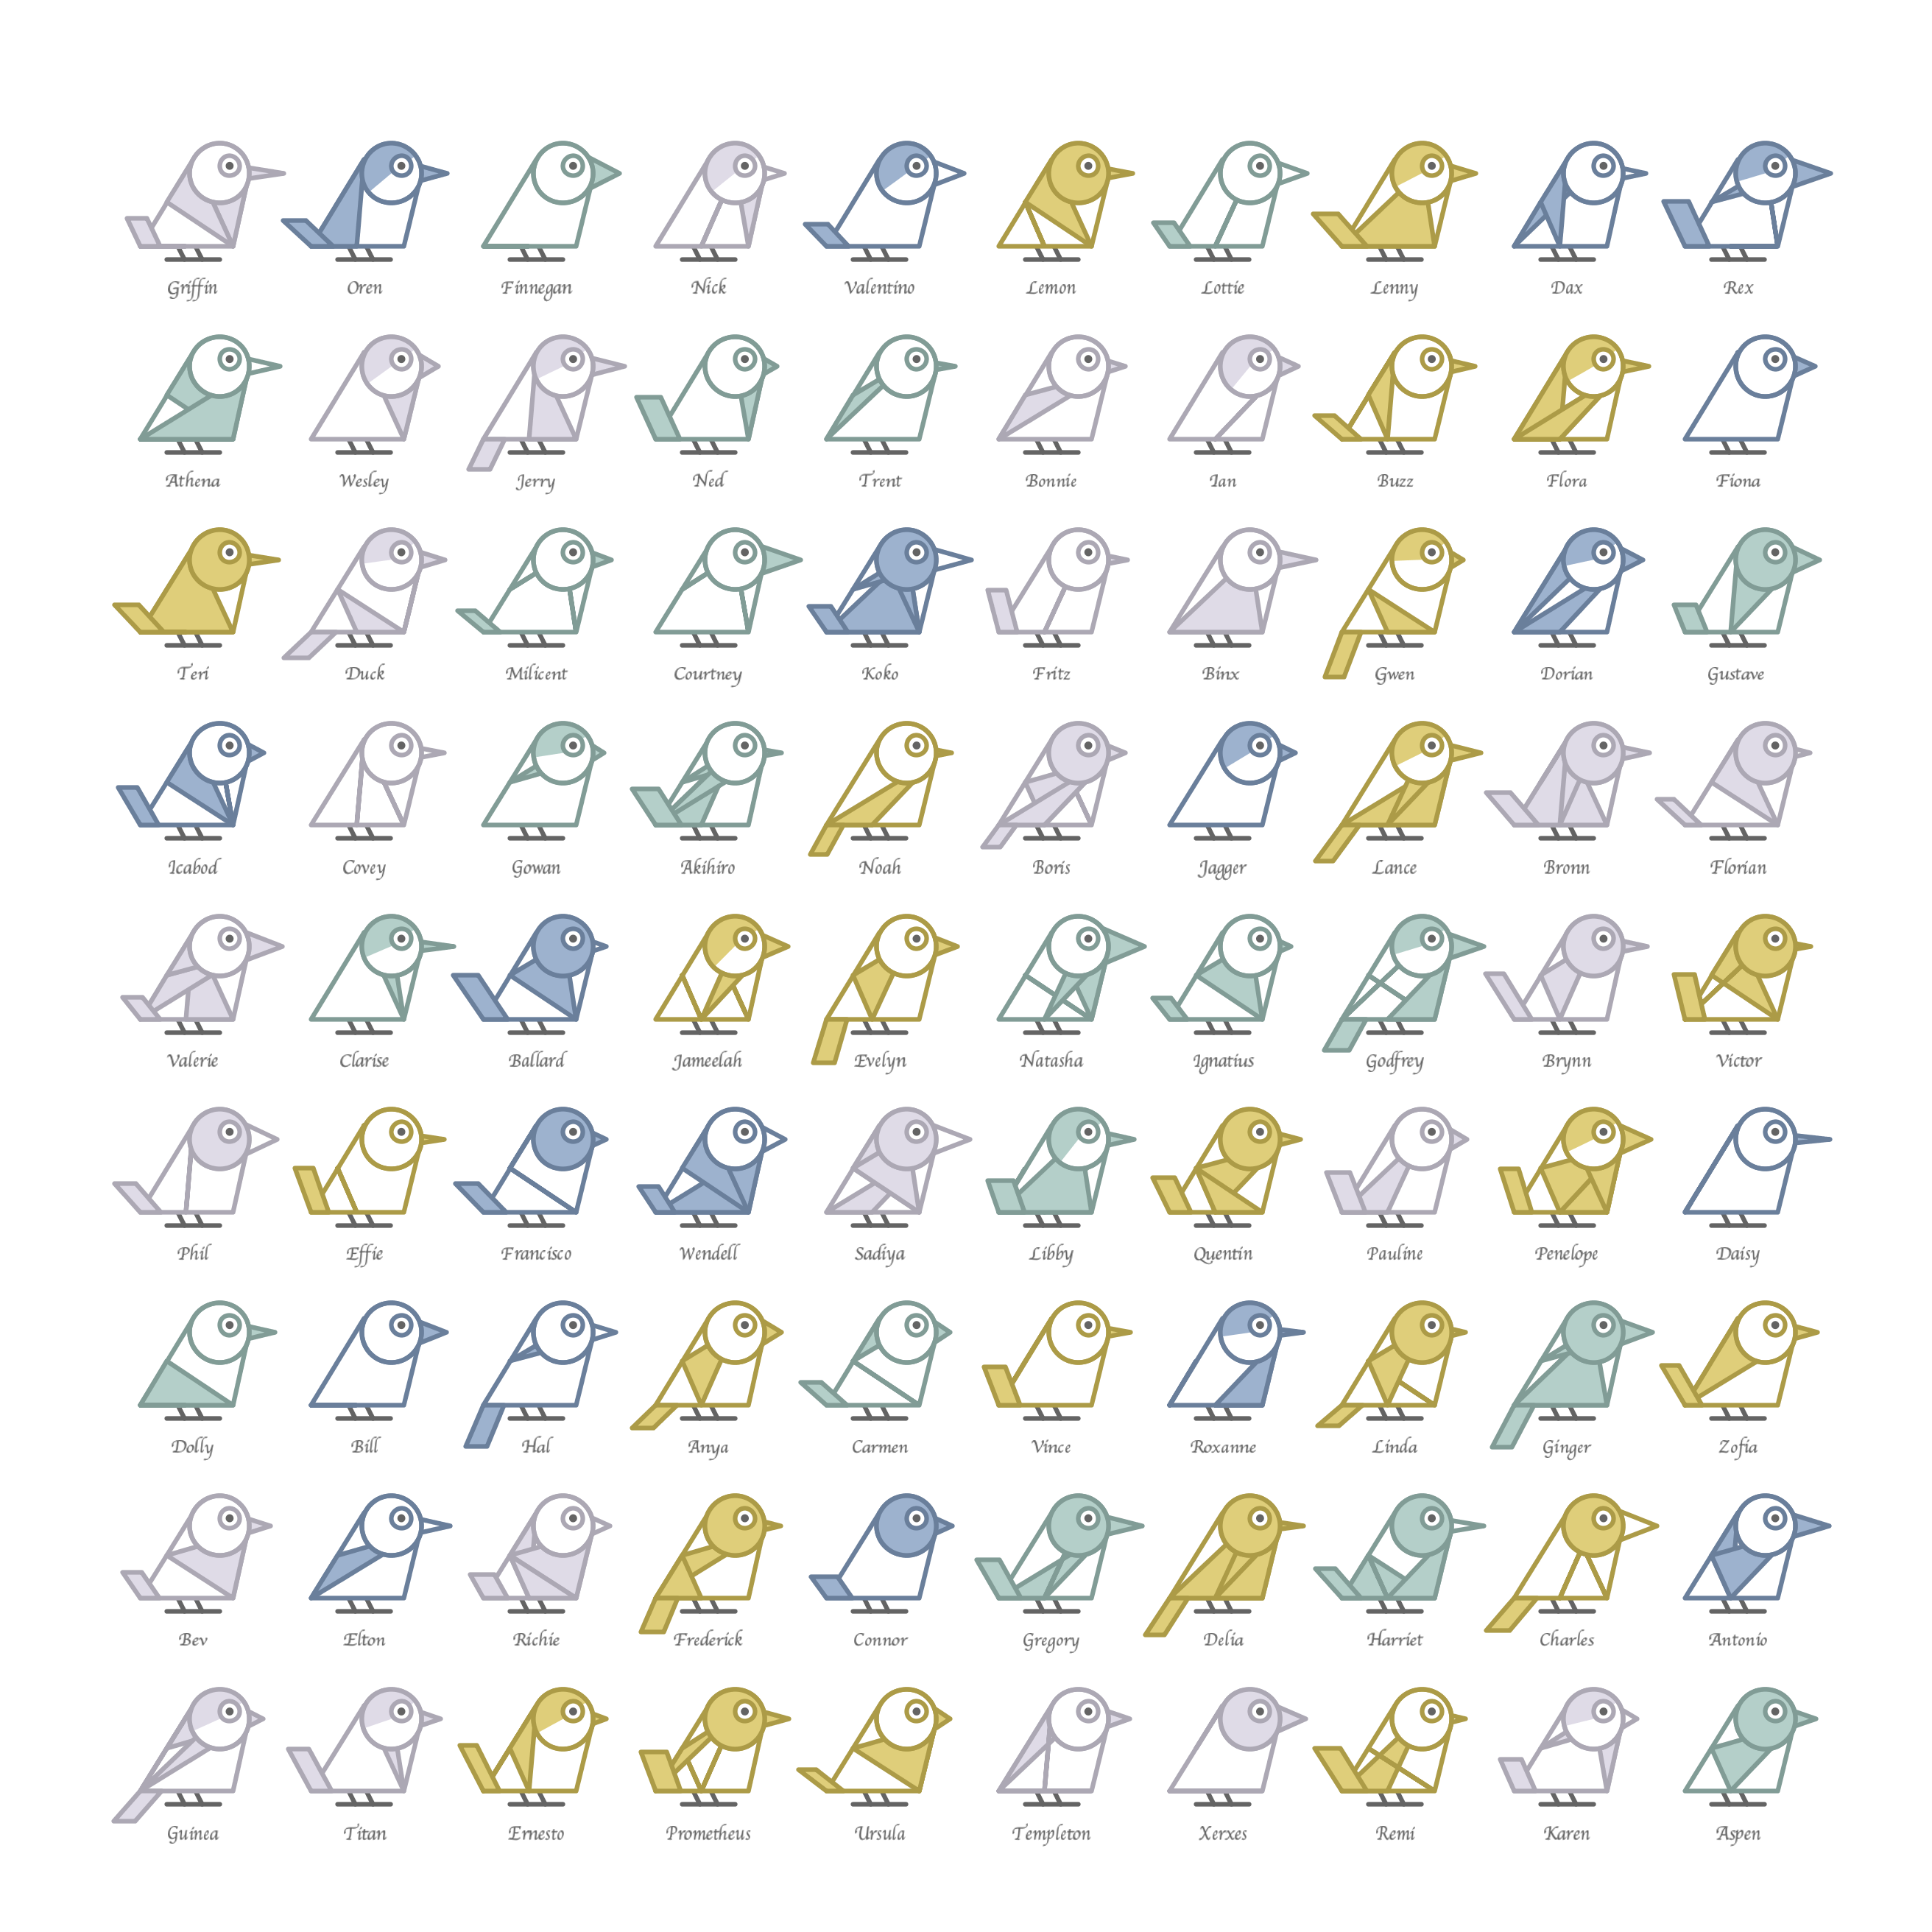 Griffin Oren Finnegan Nick Valentino Lemon Lottie Lenny Dax Rex
Athena Wesley Jerry Ned Trent Bonnie Ian Buzz Flora Fiona
Teri Duck Milicent Courtney Koko Fritz Binx Gwen Dorian Gustave
Icabod Covey Gowan Akihiro Noah Boris Jagger Lance Bronn Florian
Valerie Clarise Ballard Jameelah Evelyn Natasha Ignatius Godfrey Brynn Victor
Phil Effie Francisco Wendell Sadiya Libby Quentin Pauline Penelope Daisy
Dolly Bill Hal Anya Carmen Vince Roxanne Linda Ginger Zofia
Bev Elton Richie Frederick Connor Gregory Delia Harriet Charles Antonio
Guinea Titan Ernesto Prometheus Ursula Templeton Xerxes Remi Karen Aspen